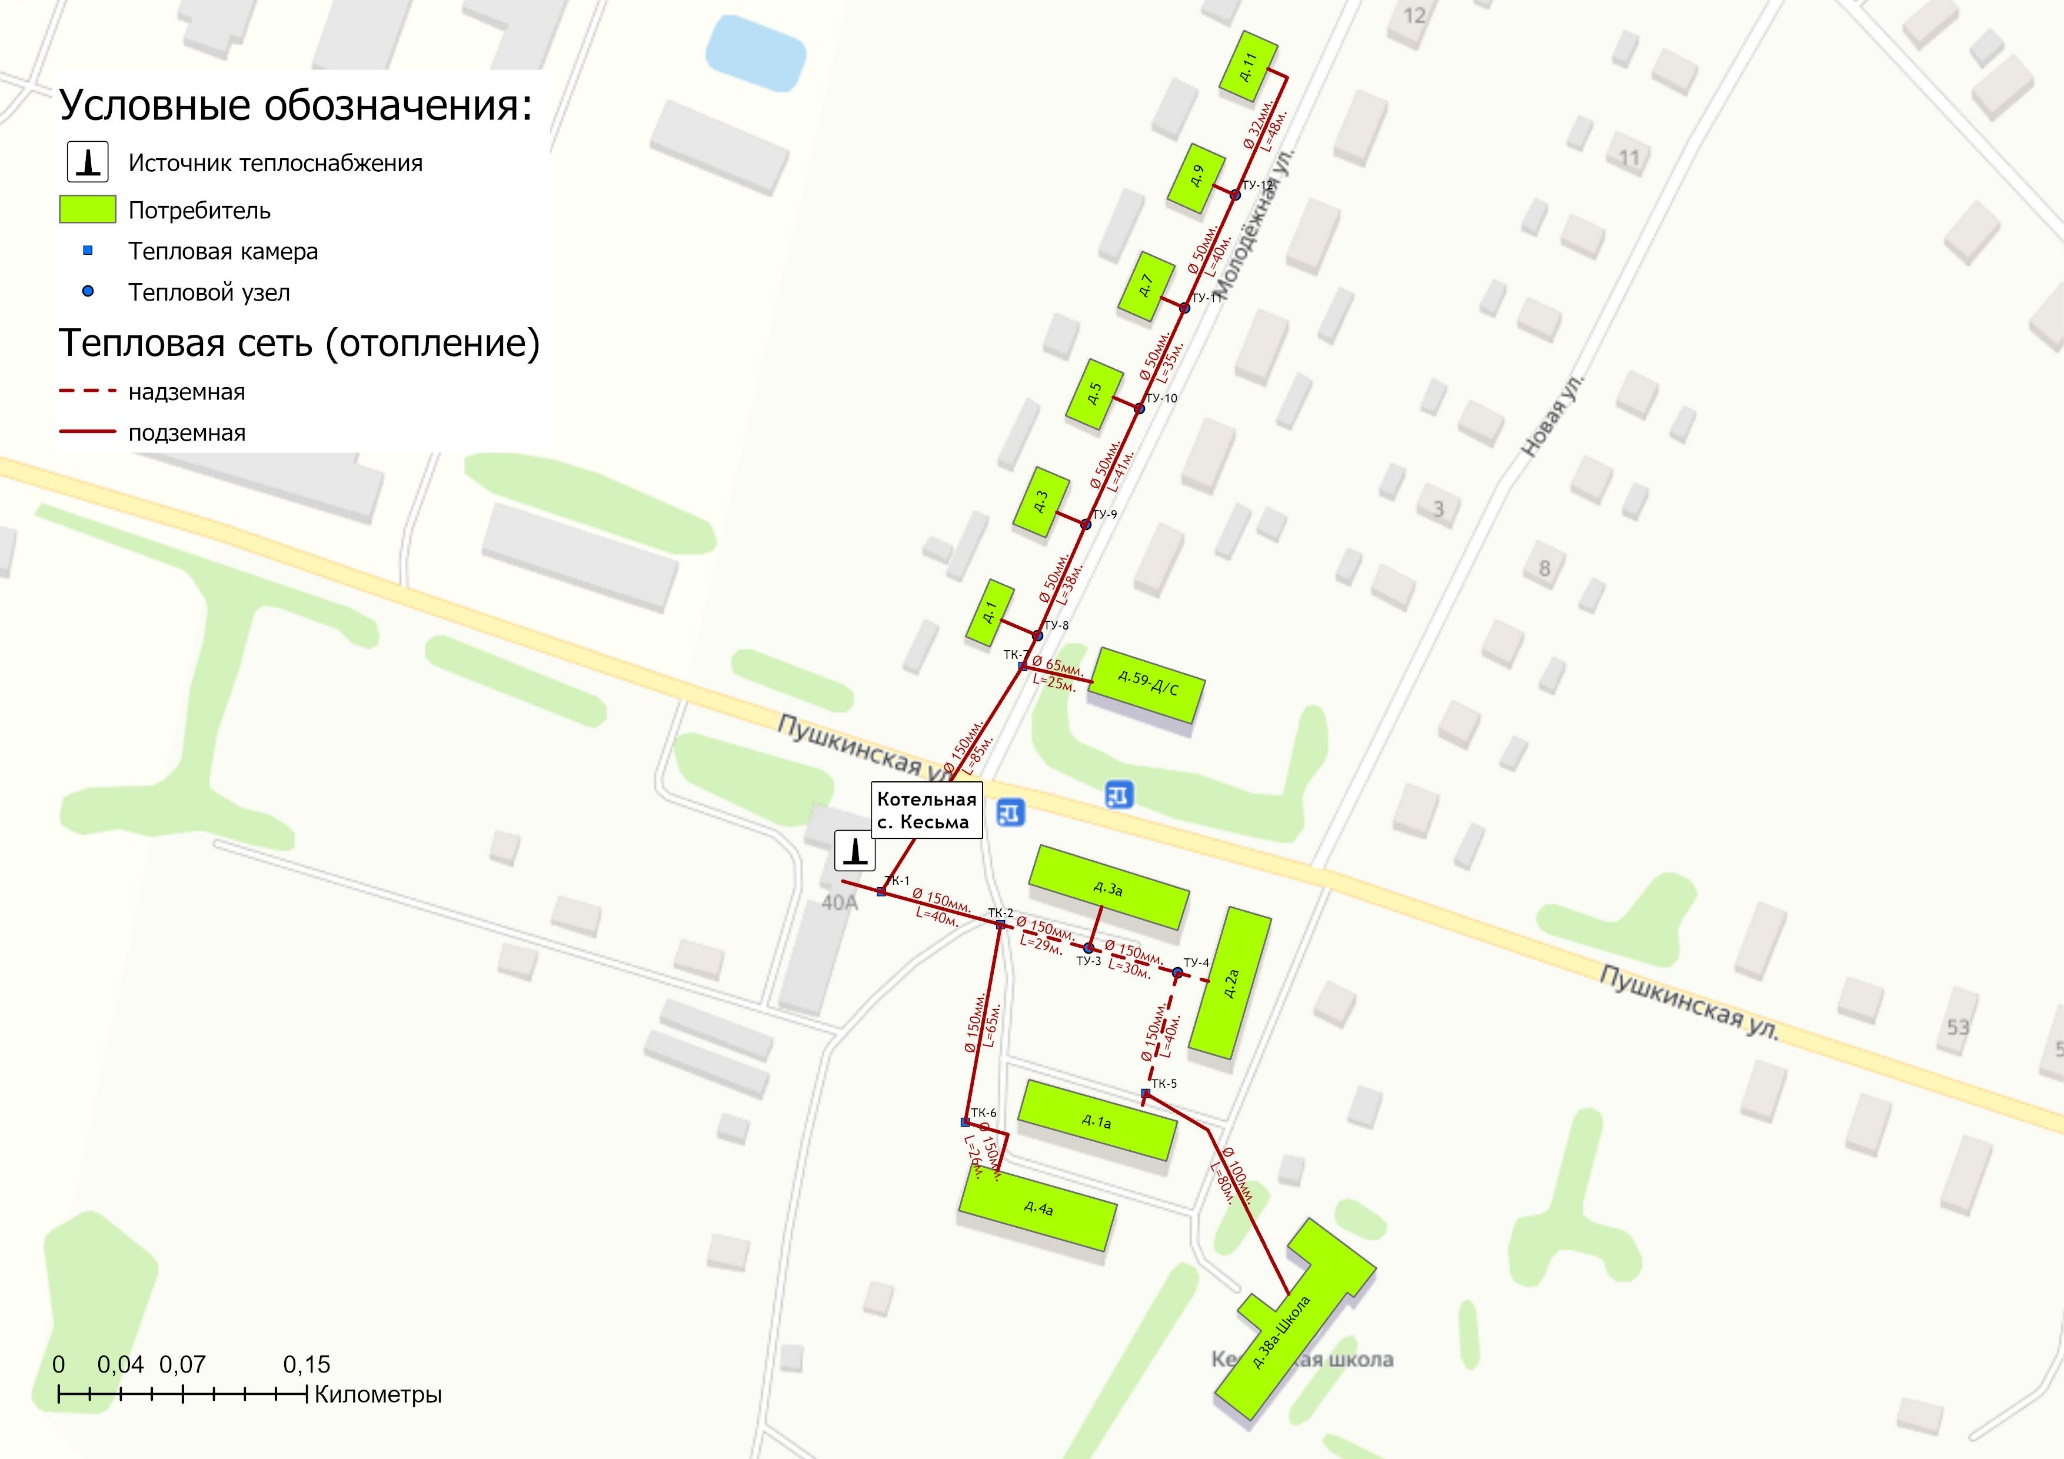 Условные обозначения:
Источник теплоснабжения
Потребитель
Тепловая камера
Тепловой узел
Тепловая сеть (отопление)
надземная
подземная
12
д.11
Ø 32мм.
L=48м.
д.9
ТУ-12
11
Ø 50мм.
L=40м.
Молодёжная ул.
д.7
ТУ-11
Ø 50мм.
L=35м.
д.5
ТУ-10
Новая ул.
Ø 50мм.
L=41м.
д.3
ТУ-9
3
Ø 50мм.
L=38м.
8
д.1
ТУ-8
ТК-7
Ø 65мм.
L=25м.
д.59-Д/С
Ø 150мм.
L=85м.
Пушкинская ул.
Котельная
с. Кесьма
ТК-1
40А
Ø 150мм.
L=40м.
ТК-2
Ø 150мм.
L=29м.
д.3а
ТУ-3
Ø 150мм.
L=30м.
ТУ-4
д.2а
Пушкинская ул.
53
Ø 150мм.
L=65м.
Ø 150мм.
L=40м.
ТК-5
ТК-6
Ø 150мм.
L=26м.
д.1а
д.4а
Ø 100мм.
L=80м.
д.38а-Школа
школа
0 0,04 0,07 0,15
Километры